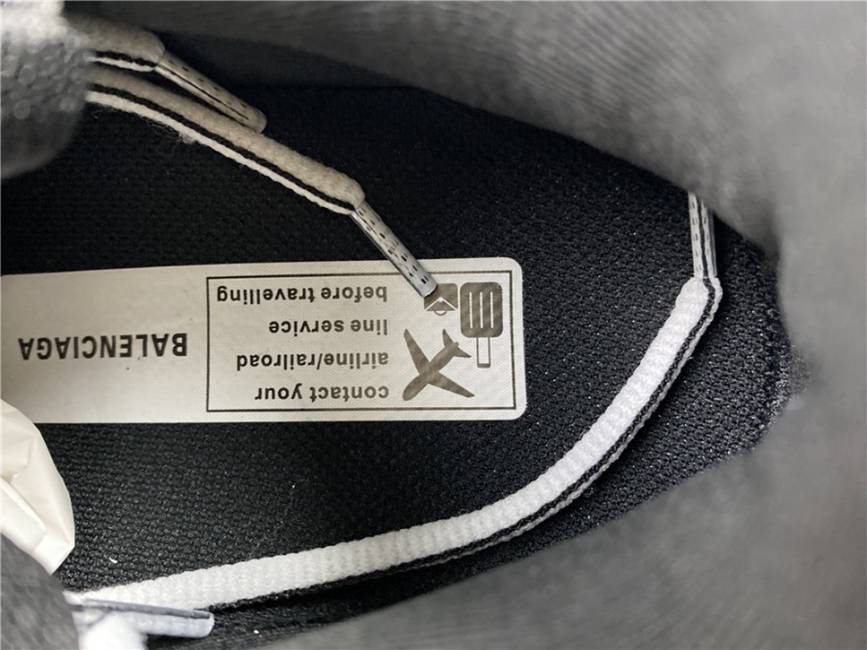 contact your
airline/railroad
line service
before travelling
BALENCIAGA